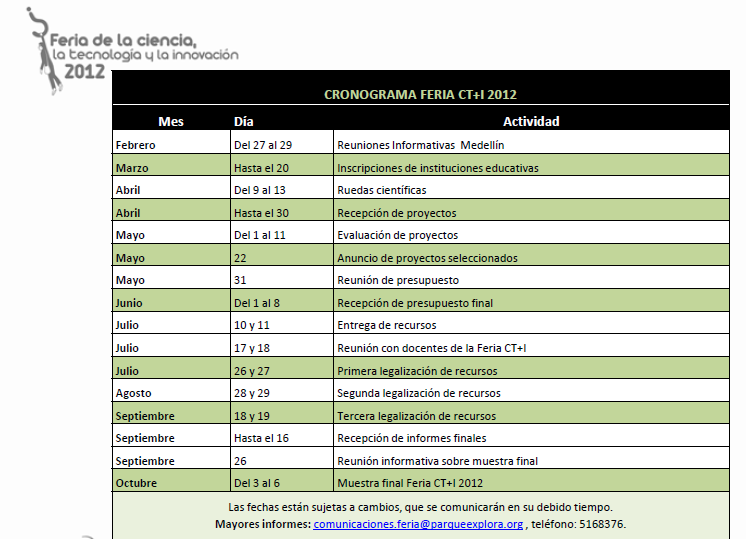 Feria de la ciencia,
la tecnología y la innovación
2012
CRONOGRAMA FERIA CT+I 2012
Mes Día Actividad
Febrero Del 27 al 29 Reuniones Informativas Medellín
Marzo Hasta el 20 Inscripciones de instituciones educativas
Abril Del 9 al 13 Ruedas científicas
Abril Hasta el 30 Recepción de proyectos
Mayo Del 1 al 11 Evaluación de proyectos
Mayo 22 Anuncio de proyectos seleccionados
Mayo 31 Reunión de presupuesto
Junio Del 1 al 8 Recepción de presupuesto final
Julio 10 y 11 Entrega de recursos
Julio 17 y 18 Reunión con docentes de la Feria CT+I
Julio 26 y 27 Primera legalización de recursos
Agosto 28 y 29 Segunda legalización de recursos
Septiembre 18 y 19 Tercera legalización de recursos
Septiembre Hasta el 16 Recepción de informes finales
Septiembre 26 Reunión informativa sobre muestra final
Octubre Del 3 al 6 Muestra final Feria CT+I 2012
Las fechas están sujetas a cambios, que se comunicarán en su debido tiempo.
Mayores informes: comunicaciones.feria@parqueexplora.org , teléfono: 5168376.